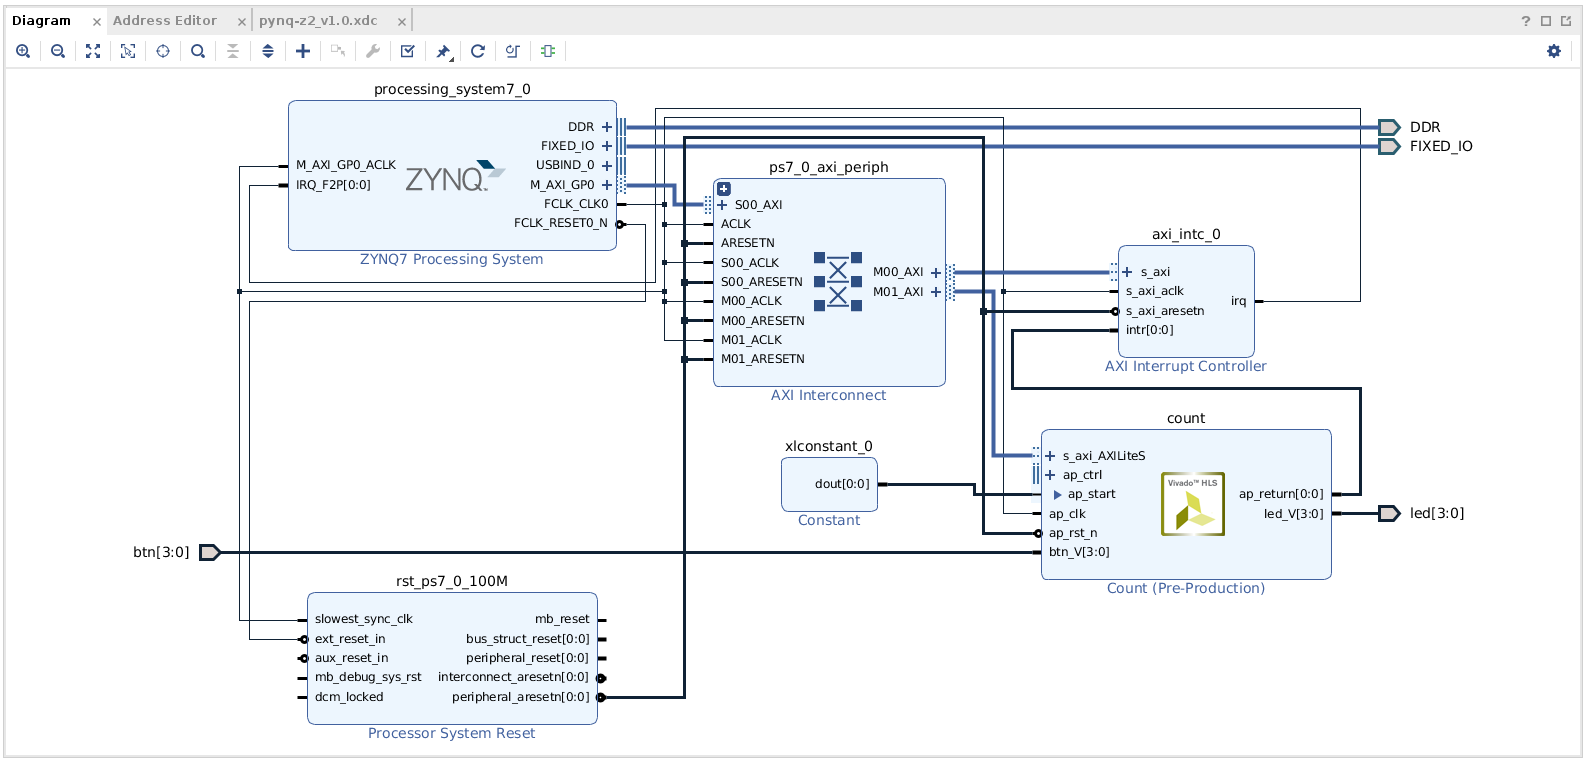 Diagram × Address Editor × pynq-z2_v1.0.xdc × ?
processing_system7_0
M_AXI_GP0_ACLK
IRQ_F2P[0:0]
ZYNQ
DDR
FIXED_IO
USBIND_0
M_AXI_GP0
FCLK_CLK0
FCLK_RESET0_N
ZYNQ7 Processing System
DDR
FIXED_IO
ps7_0_axi_periph
S00_AXI
ACLK
ARESETN
S00_ACLK
S00_ARESETN
M00_ACLK
M00_ARESETN
M01_ACLK
M01_ARESETN
M00_AXI
M01_AXI
AXI Interconnect
axi_intc_0
s_axi
s_axi_aclk
s_axi_aresetn
intr[0:0]
irq
AXI Interrupt Controller
xlconstant_0
dout[0:0]
Constant
count
s_axi_AXILiteS
ap_ctrl
ap_start
ap_clk
ap_rst_n
btn_V[3:0]
Vivado™ HLS
ap_return[0:0]
led_V[3:0]
Count (Pre-Production)
led[3:0]
btn[3:0]
rst_ps7_0_100M
slowest_sync_clk
ext_reset_in
aux_reset_in
mb_debug_sys_rst
dcm_locked
mb_reset
bus_struct_reset[0:0]
peripheral_reset[0:0]
interconnect_aresetn[0:0]
peripheral_aresetn[0:0]
Processor System Reset